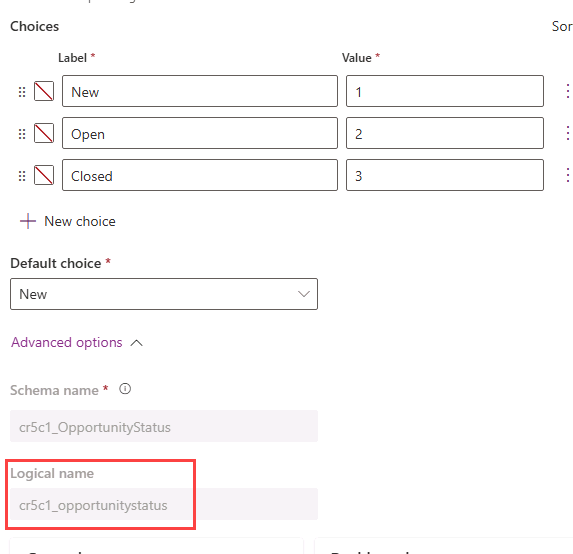 Choices
Sor
Label * Value *
New 1
Open 2
Closed 3
New choice
Default choice *
New
Advanced options
Schema name *
cr5c1_OpportunityStatus
Logical name
cr5c1_opportunitystatus